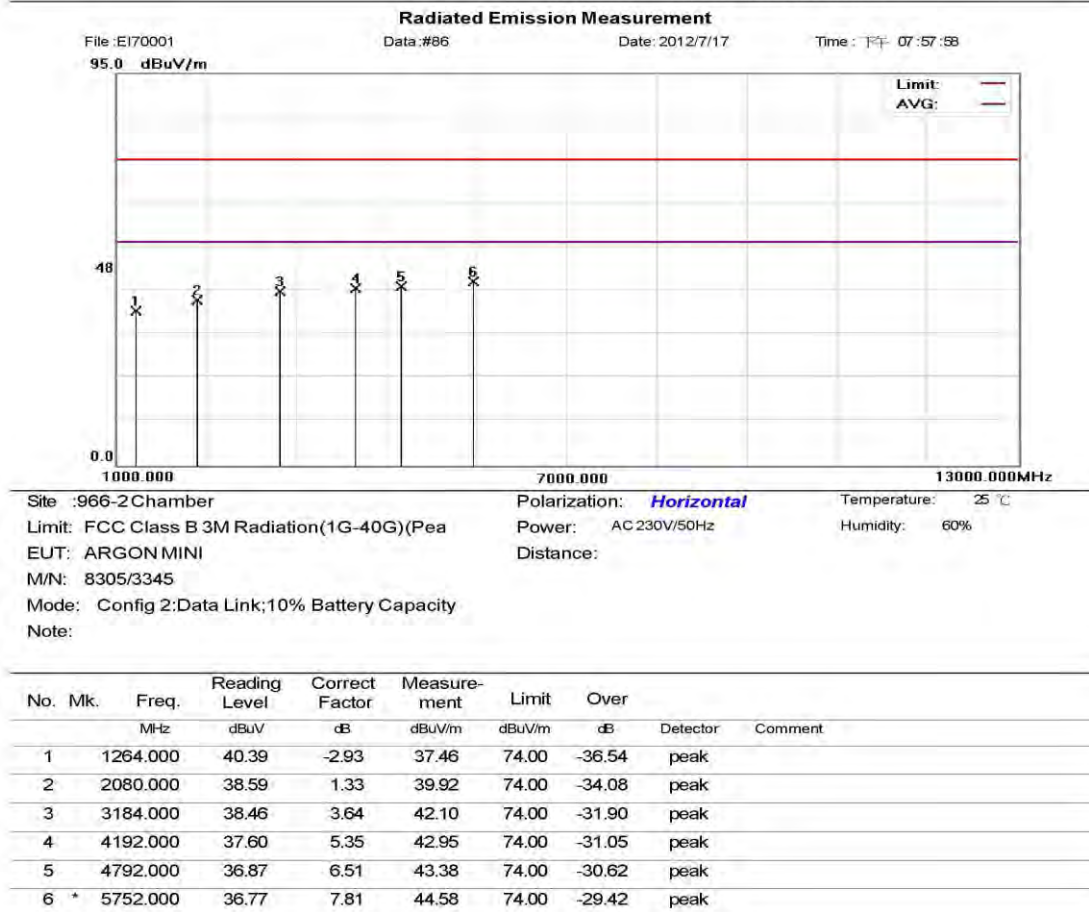 Radiated Emission Measurement
File :EI70001 Data :#86 Date: 2012/7/17 Time : 下午 07:57:58
95.0 dBuV/m
Limit:
AVG:
48
1 2 3 4 5 6
0.0
1000.000 7000.000 13000.000MHz
Site :966-2 Chamber Polarization: Horizontal Temperature: 25 ℃
Limit: FCC Class B 3M Radiation(1G-40G)(Pea Power: AC 230V/50Hz Humidity: 60%
EUT: ARGON MINI Distance:
M/N: 8305/3345
Mode: Config 2:Data Link;10% Battery Capacity
Note:
No. Mk. Freq. Reading Level Correct Factor Measure-ment Limit Over
MHz dBuV dB dBuV/m dBuV/m dB Detector Comment
1 1264.000 40.39 -2.93 37.46 74.00 -36.54 peak
2 2080.000 38.59 1.33 39.92 74.00 -34.08 peak
3 3184.000 38.46 3.64 42.10 74.00 -31.90 peak
4 4192.000 37.60 5.35 42.95 74.00 -31.05 peak
5 4792.000 36.87 6.51 43.38 74.00 -30.62 peak
6 * 5752.000 36.77 7.81 44.58 74.00 -29.42 peak